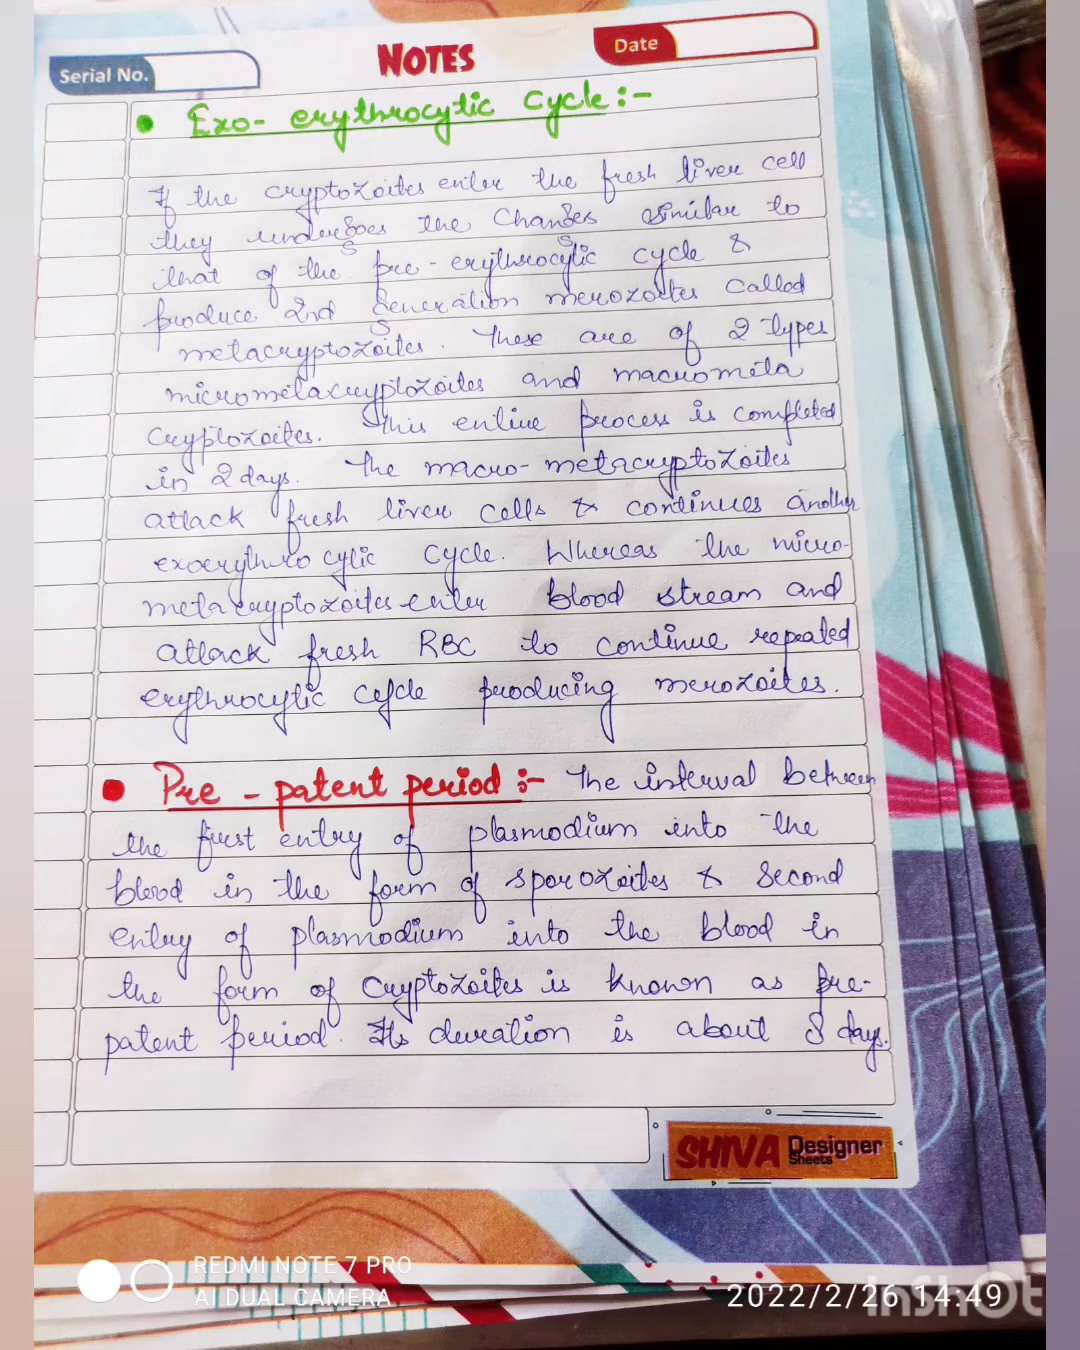 Serial No.
NOTES
Date
• Exo- erythrocytic cycle:-
If the cryptozoites enter the fresh liver cell
they undergoes the changes similar to
that of the pre-erythrocytic cycle &
produce 2nd generation merozoites called
metacryptozoites. These are of 2 types
micrometacryptozoites and macrometa
cryptozoites. This entire process is completed
in 2 days. The macro-metacryptozoites
attack fresh liver cells & continues another
exoerythro cytic cycle. Whereas the micro-
metacryptozoites enter blood stream and
attack fresh RBC to continue repeated
erythrocytic cycle producing merozoites.
• Pre - patent period :- The interval between
the first entry of plasmodium into the
blood in the form of sporozoites & second
entry of plasmodium into the blood in
the form of cryptozoites is known as pre-
patent period. Its duration is about 8 days.
SHIVA Designer
Sheets
REDMI NOTE 7 PRO
AI DUAL CAMERA
2022/2/26 14:49
InShOt